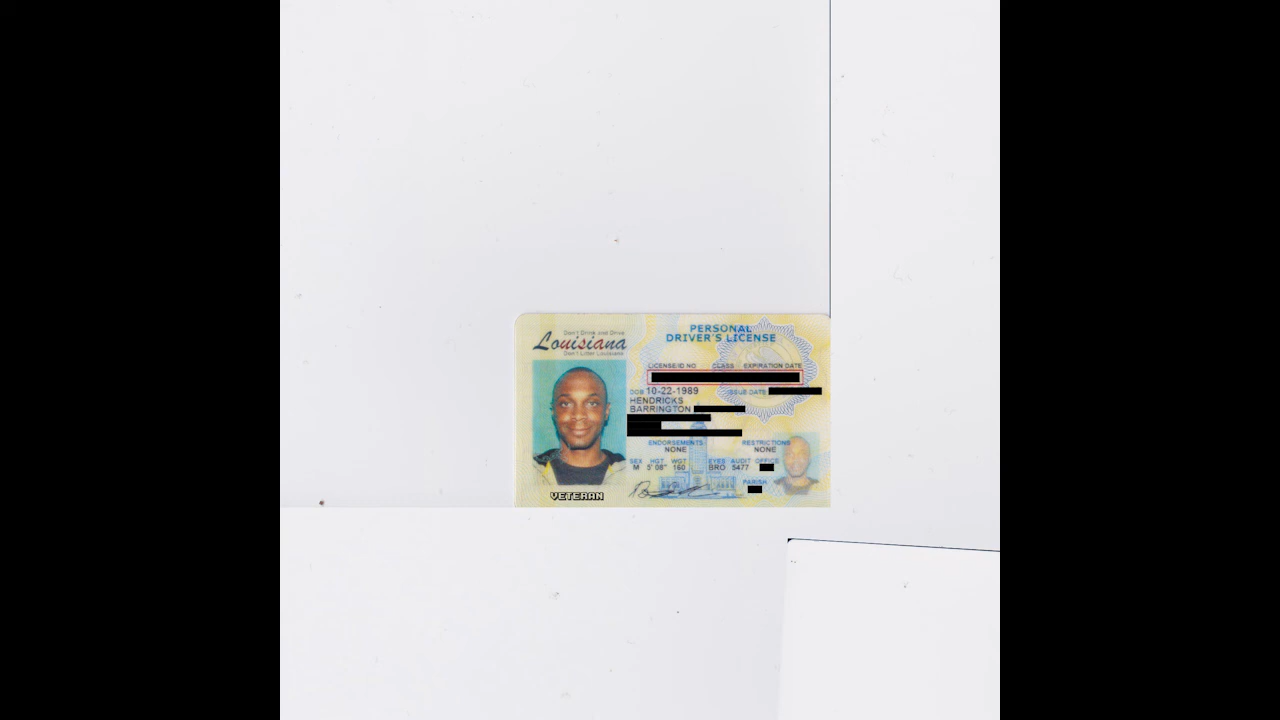 Don't Drink and Drive
Louisiana
Don't Litter Louisiana
PERSONAL
DRIVER'S LICENSE
LICENSE ID NO CLASS EXPIRATION DATE
DOB 10-22-1989 ISSUE DATE
HENDRICKS
BARRINGTON
ENDORSEMENTS RESTRICTIONS
NONE NONE
SEX HGT WGT EYES AUDIT OFFICE
M 5'08" 160 BRO 5477
PARISH
VETERAN